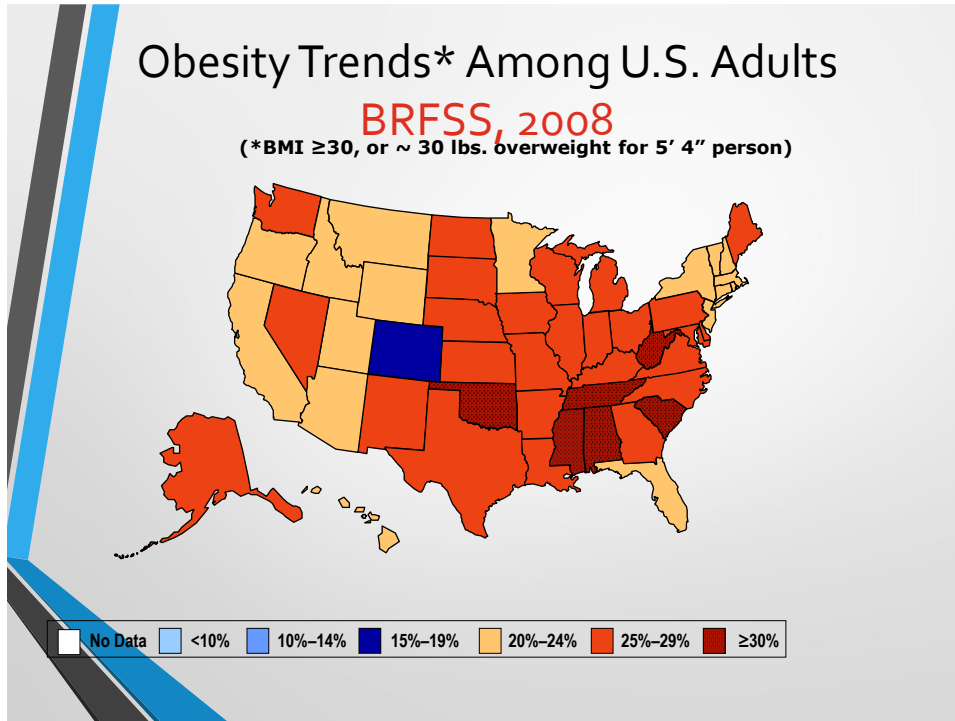 Obesity Trends* Among U.S. Adults
BRFSS, 2008
(*BMI ≥30, or ~ 30 lbs. overweight for 5’ 4” person)
No Data <10% 10%–14% 15%–19% 20%–24% 25%–29% ≥30%